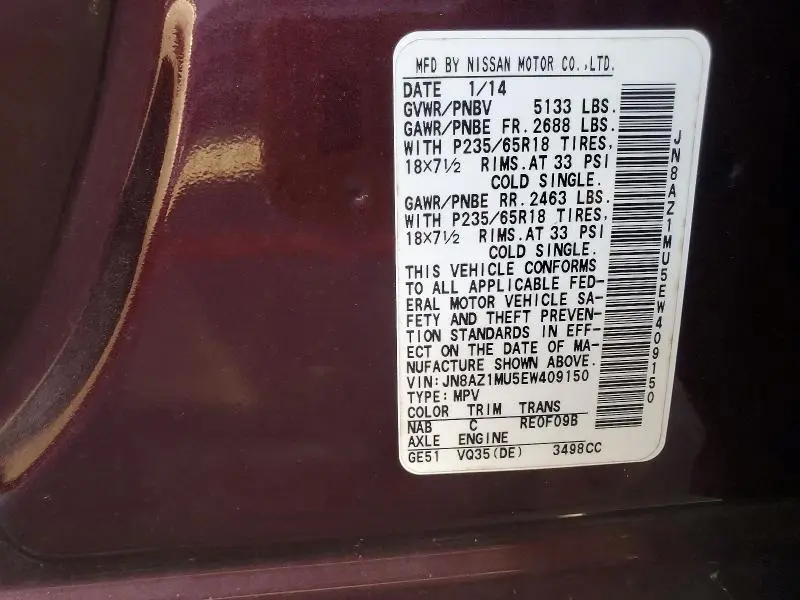 MFD BY NISSAN MOTOR CO.,LTD.
DATE 1/14
GVWR/PNBV 5133 LBS.
GAWR/PNBE FR. 2688 LBS.
WITH P235/65R18 TIRES,
18×7½ RIMS. AT 33 PSI
COLD SINGLE.
GAWR/PNBE RR. 2463 LBS.
WITH P235/65R18 TIRES,
18×7½ RIMS. AT 33 PSI
COLD SINGLE.
THIS VEHICLE CONFORMS
TO ALL APPLICABLE FED-
ERAL MOTOR VEHICLE SA-
FETY AND THEFT PREVEN-
TION STANDARDS IN EFF-
ECT ON THE DATE OF MA-
NUFACTURE SHOWN ABOVE.
VIN: JN8AZ1MU5EW409150
TYPE: MPV
COLOR TRIM TRANS
NAB C RE0F09B
AXLE ENGINE
GE51 VQ35(DE) 3498CC
JN8AZ1MU5EW409150